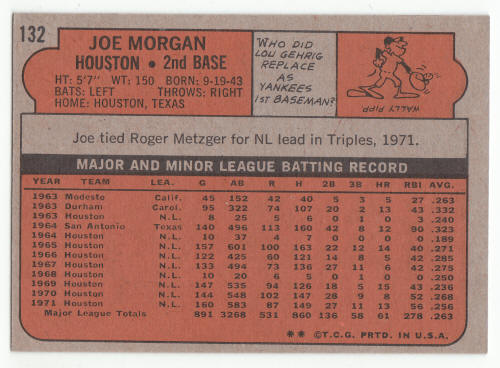 132
JOE MORGAN
HOUSTON • 2nd BASE
HT: 5'7" WT: 150 BORN: 9-19-43
BATS: LEFT THROWS: RIGHT
HOME: HOUSTON, TEXAS
WHO DID
LOU GEHRIG
REPLACE
AS
YANKEES
1ST BASEMAN?
WALLY PIPP
Joe tied Roger Metzger for NL lead in Triples, 1971.
MAJOR AND MINOR LEAGUE BATTING RECORD
YEAR TEAM LEA. G AB R H 2B 3B HR RBI AVG.
1963 Modesto Calif. 45 152 42 40 5 3 5 27 .263
1963 Durham Carol. 95 322 74 107 20 2 13 43 .332
1963 Houston N.L. 8 25 5 6 0 1 0 3 .240
1964 San Antonio Texas 140 496 113 160 42 8 12 90 .323
1964 Houston N.L. 10 37 4 7 0 0 0 0 .189
1965 Houston N.L. 157 601 100 163 22 12 14 40 .271
1966 Houston N.L. 122 425 60 121 14 8 5 42 .285
1967 Houston N.L. 133 494 73 136 27 11 6 42 .275
1968 Houston N.L. 10 20 6 5 0 1 0 0 .250
1969 Houston N.L. 147 535 94 126 18 5 15 43 .236
1970 Houston N.L. 144 548 102 147 28 9 8 52 .268
1971 Houston N.L. 160 583 87 149 27 11 13 56 .256
Major League Totals 891 3268 531 860 136 58 61 278 .263
** ©T.C.G. PRTD. IN U.S.A.